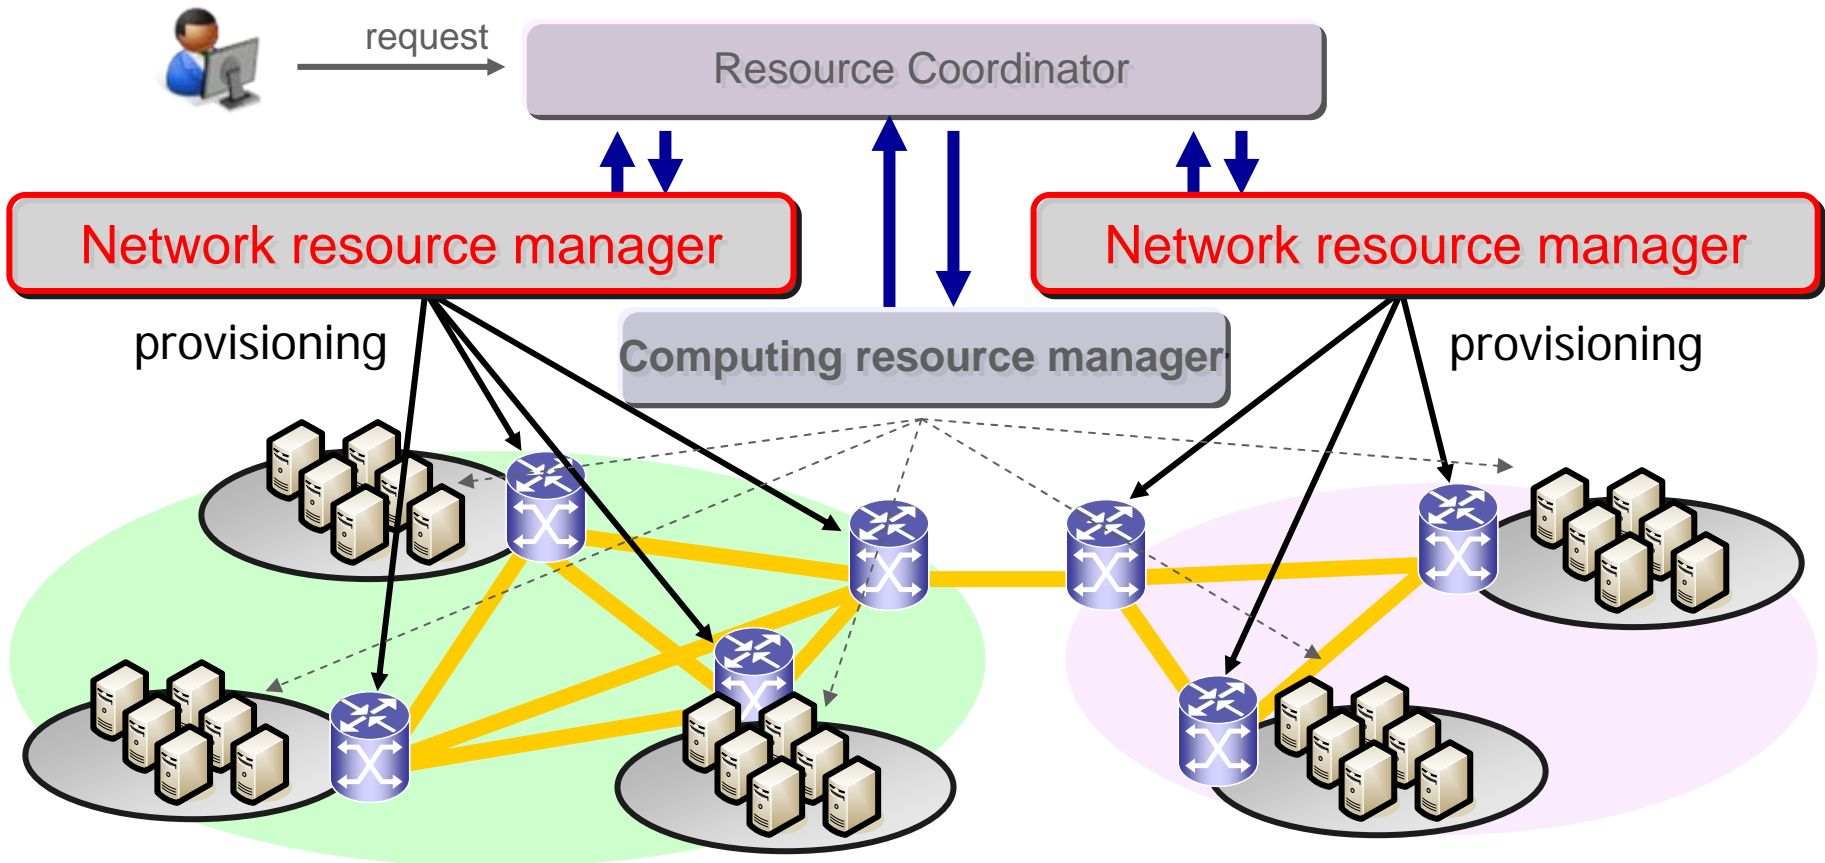 request
Resource Coordinator
Network resource manager
Network resource manager
provisioning
Computing resource manager
provisioning